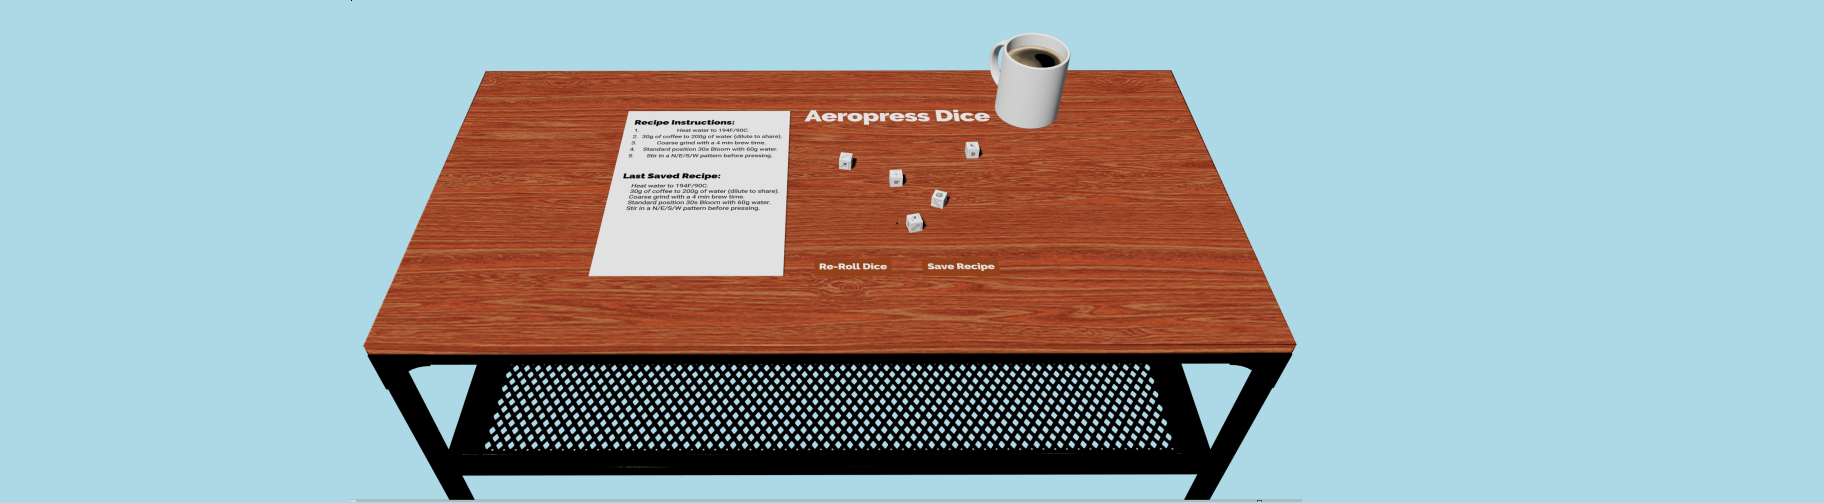 Aeropress Dice
Recipe Instructions:
1. Heat water to 194F/90C.
2. 30g of coffee to 200g of water (dilute to share).
3. Coarse grind with a 4 min brew time.
4. Standard position 30s Bloom with 60g water.
5. Stir in a N/E/S/W pattern before pressing.
Last Saved Recipe:
Heat water to 194F/90C.
30g of coffee to 200g of water (dilute to share).
Coarse grind with a 4 min brew time.
Standard position 30s Bloom with 60g water.
Stir in a N/E/S/W pattern before pressing.
Re-Roll Dice
Save Recipe